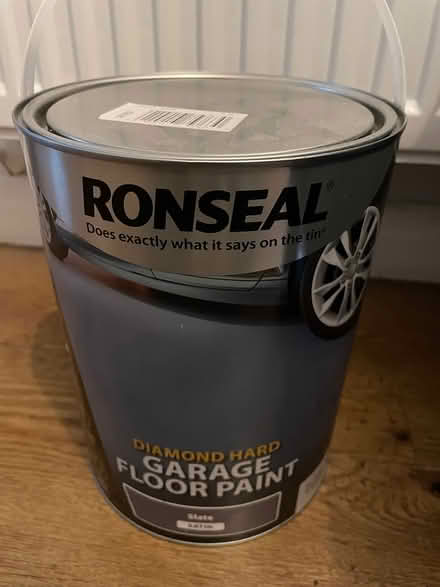 RONSEAL®
Does exactly what it says on the tin®
DIAMOND HARD
GARAGE
FLOOR PAINT
Slate
SATIN